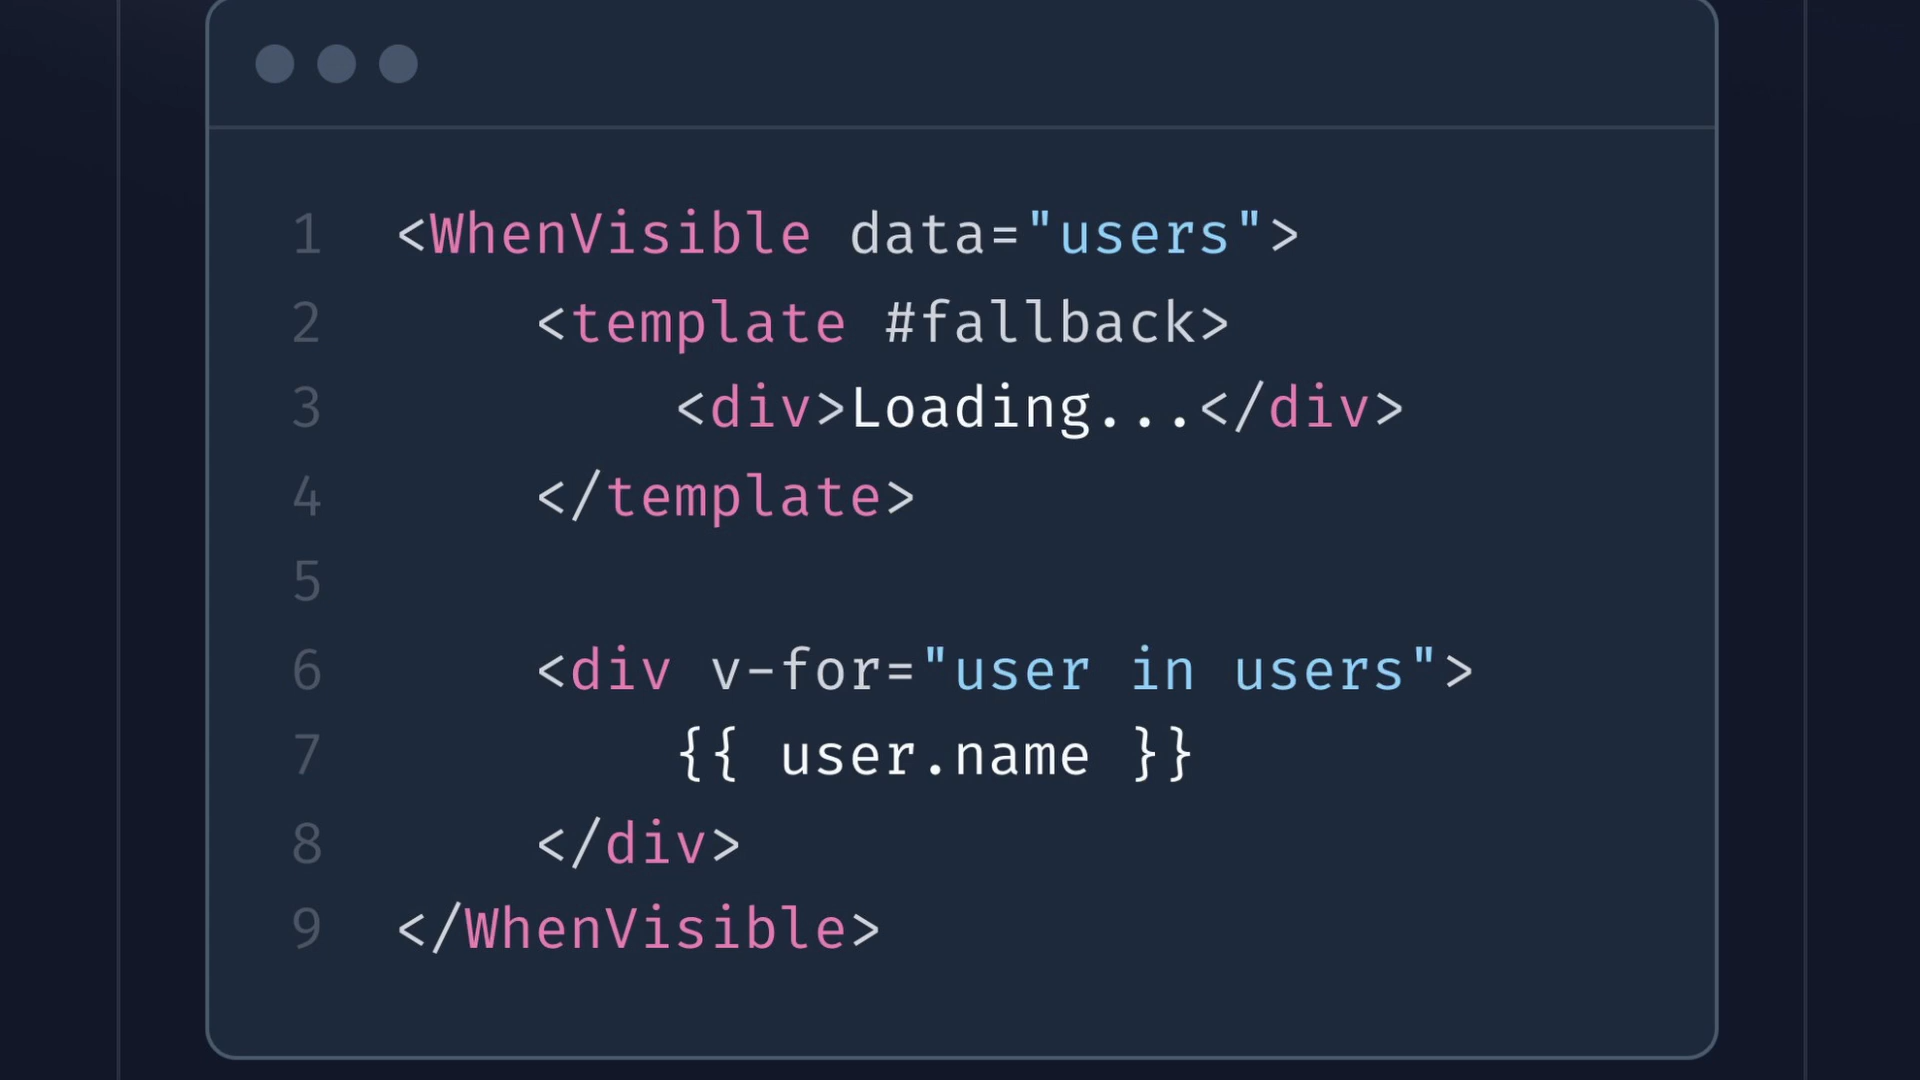 1 <WhenVisible data="users">
2     <template #fallback>
3         <div>Loading...</div>
4     </template>
5
6     <div v-for="user in users">
7         {{ user.name }}
8     </div>
9 </WhenVisible>